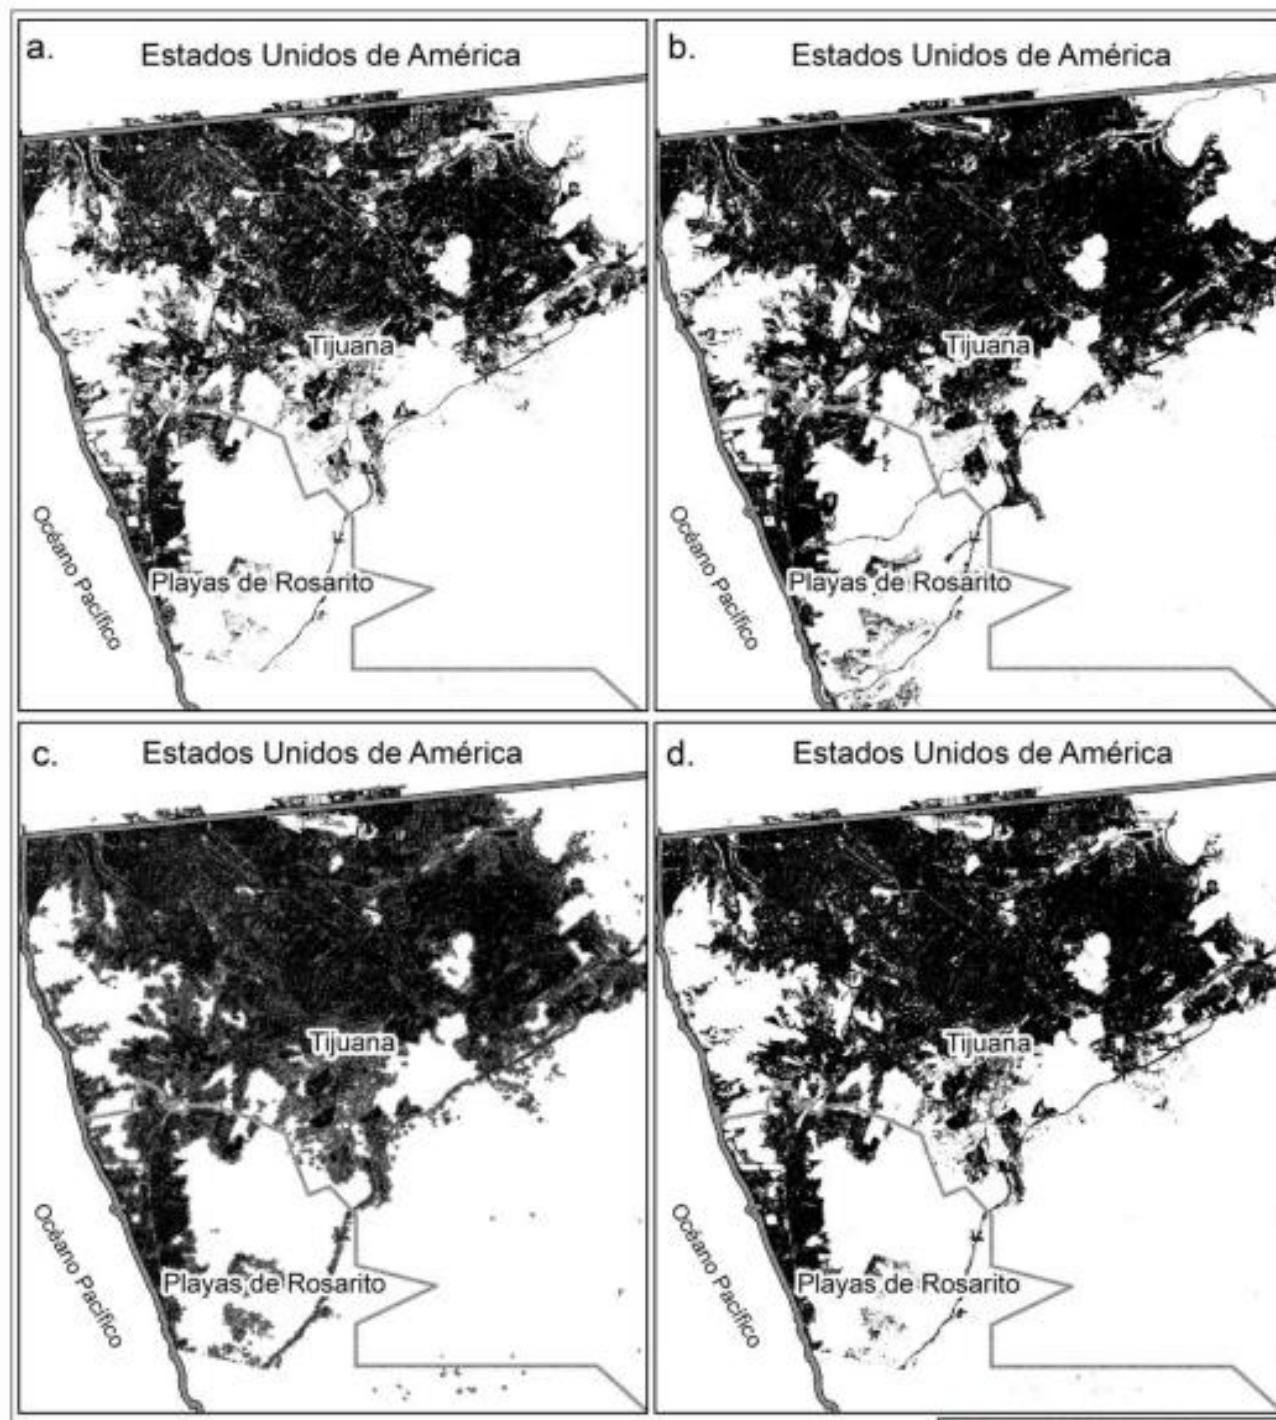 a.
Estados Unidos de América
Tijuana
Playas de Rosarito
Océano Pacífico
b.
Estados Unidos de América
Tijuana
Playas de Rosarito
Océano Pacífico
c.
Estados Unidos de América
Tijuana
Playas de Rosarito
Océano Pacífico
d.
Estados Unidos de América
Tijuana
Playas de Rosarito
Océano Pacífico